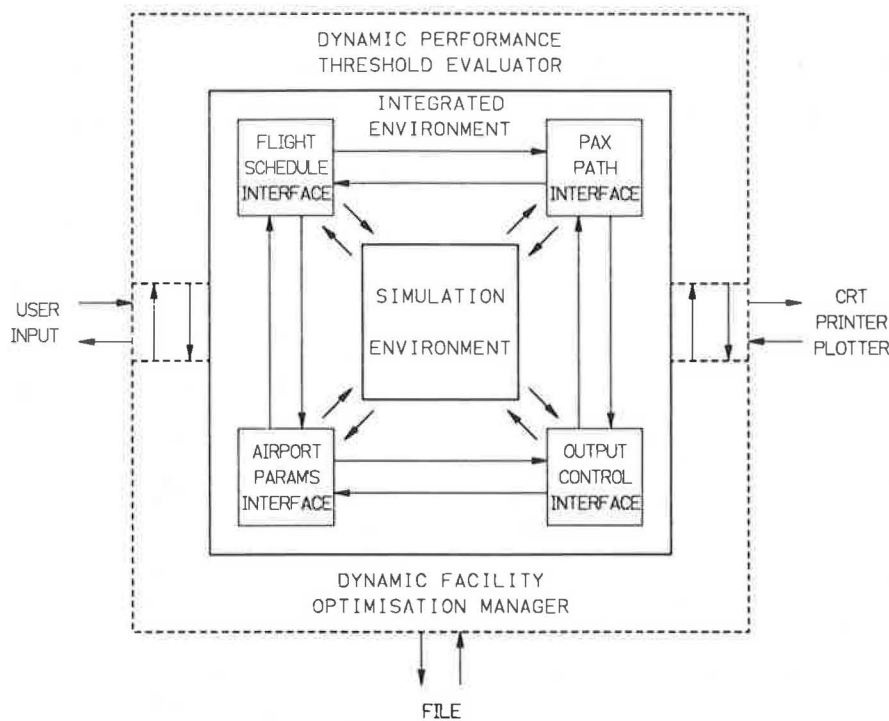 DYNAMIC PERFORMANCE
THRESHOLD EVALUATOR
INTEGRATED
ENVIRONMENT
FLIGHT
SCHEDULE
INTERFACE
PAX
PATH
INTERFACE
SIMULATION
ENVIRONMENT
USER
INPUT
CRT
PRINTER
PLOTTER
AIRPORT
PARAM'S
INTERFACE
OUTPUT
CONTROL
INTERFACE
DYNAMIC FACILITY
OPTIMISATION MANAGER
FILE